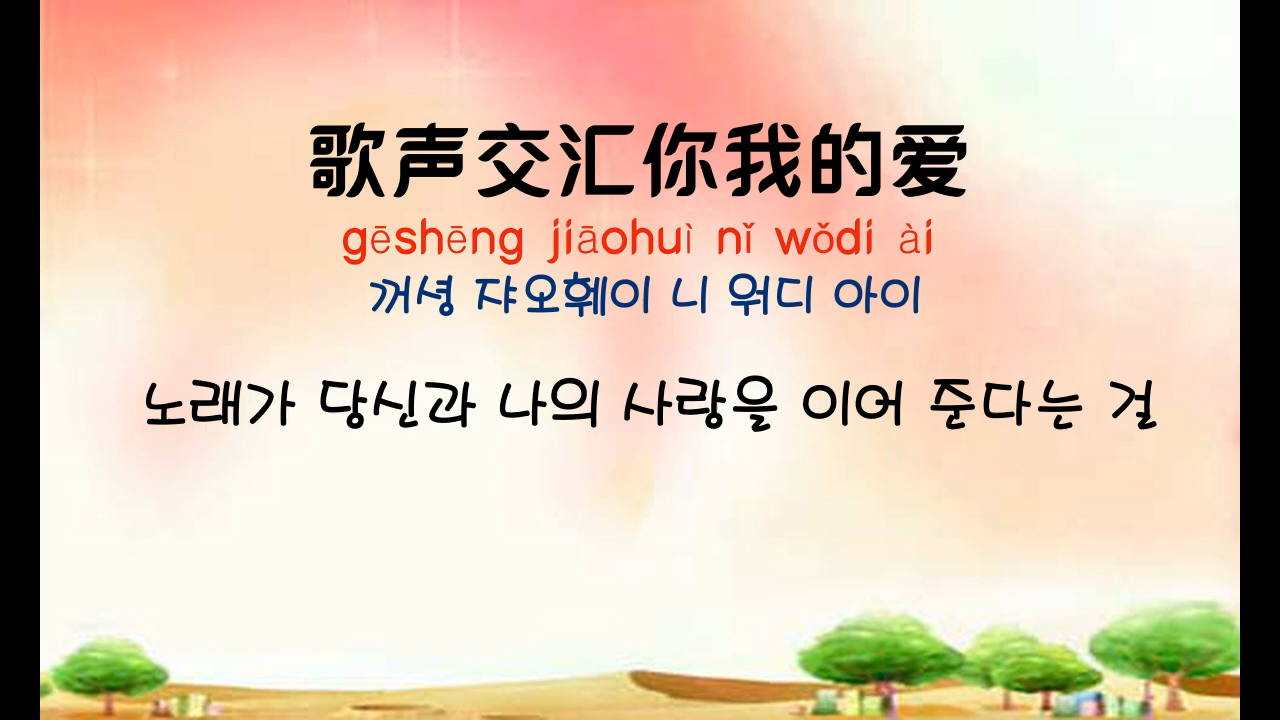 歌声交汇你我的爱
gēshēng jiāohuì nǐ wǒdi ài
꺼셩 쟈오훼이 니 워디 아이
노래가 당신과 나의 사랑을 이어 준다는 걸